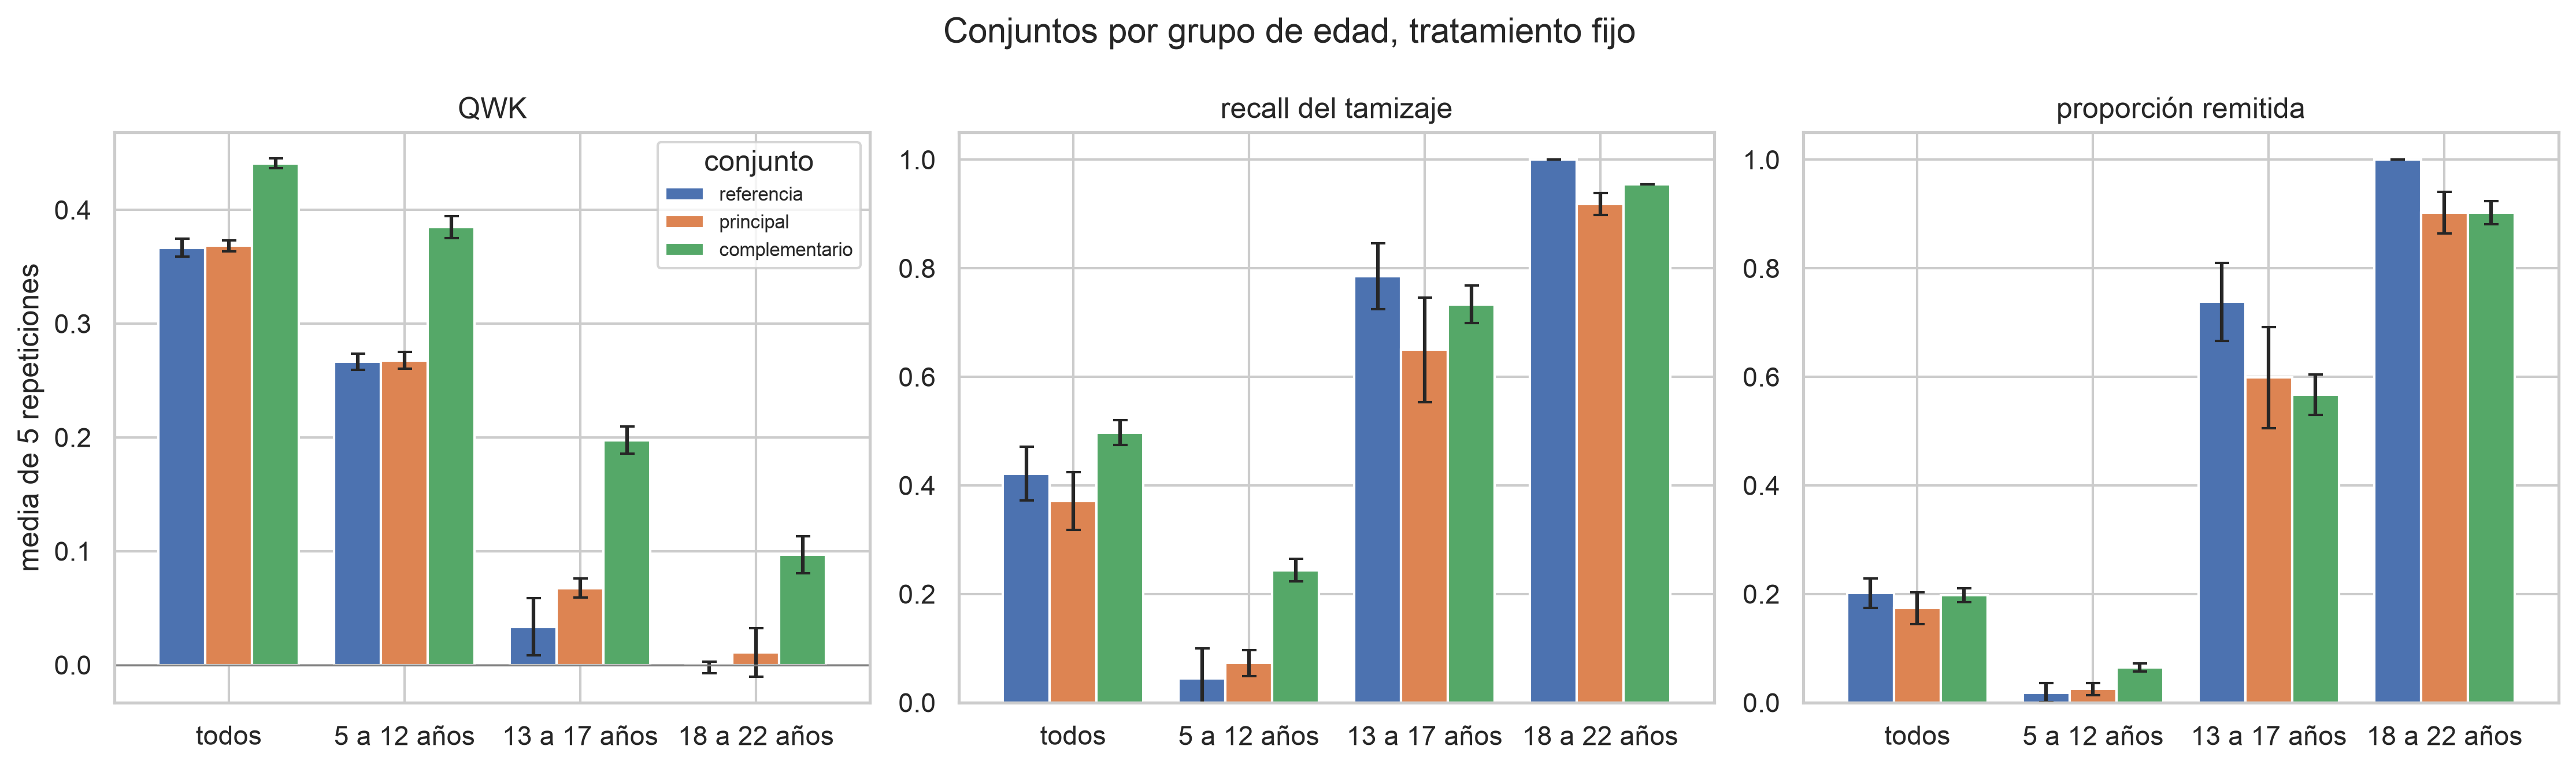 Conjuntos por grupo de edad, tratamiento fijo
QWK
media de 5 repeticiones
0.4
0.3
0.2
0.1
0.0
conjunto
referencia
principal
complementario
todos
5 a 12 años
13 a 17 años
18 a 22 años
recall del tamizaje
1.0
0.8
0.6
0.4
0.2
0.0
todos
5 a 12 años
13 a 17 años
18 a 22 años
proporción remitida
1.0
0.8
0.6
0.4
0.2
0.0
todos
5 a 12 años
13 a 17 años
18 a 22 años